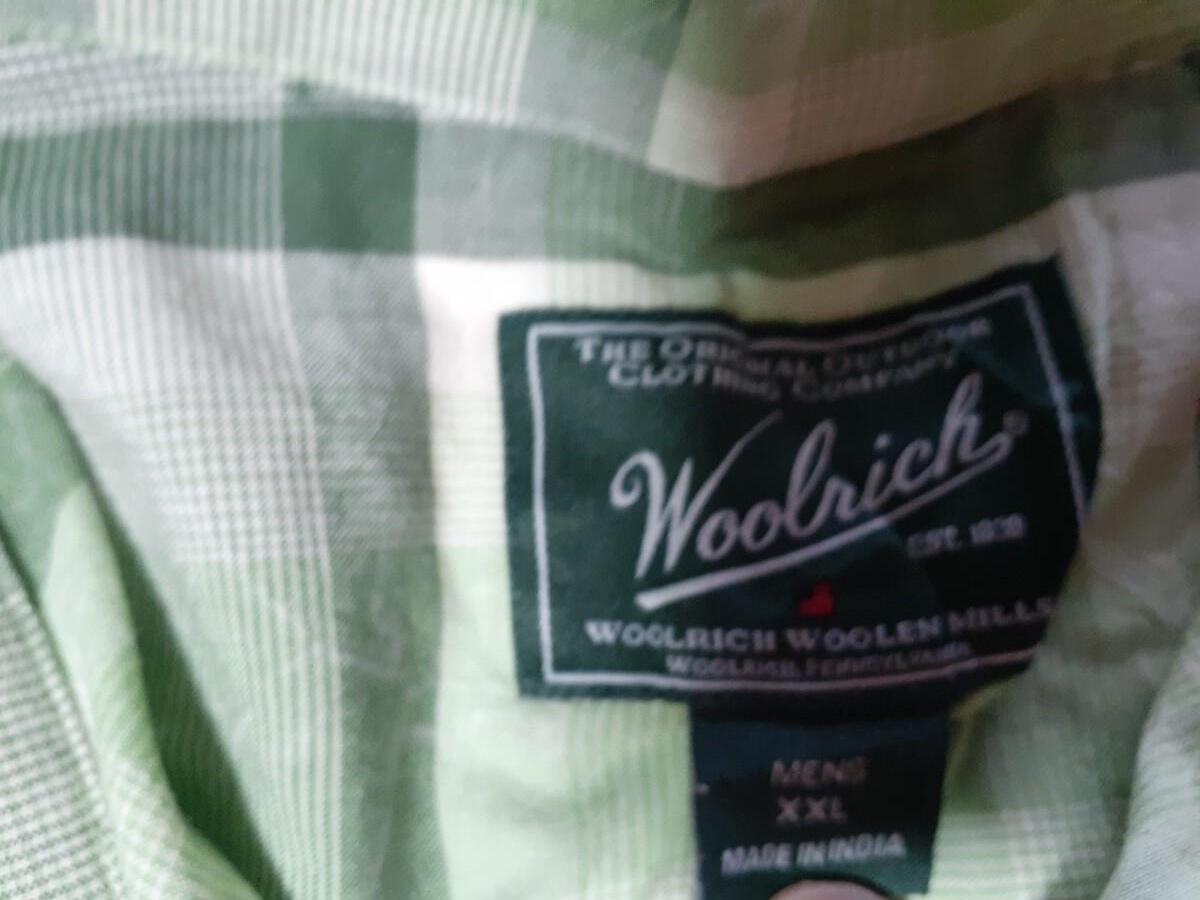 THE ORIGINAL OUTDOOR
CLOTHING COMPANY
Woolrich®
EST. 1830
WOOLRICH WOOLEN MILLS
WOOLRICH, PENNSYLVANIA
MENS
XXL
MADE IN INDIA